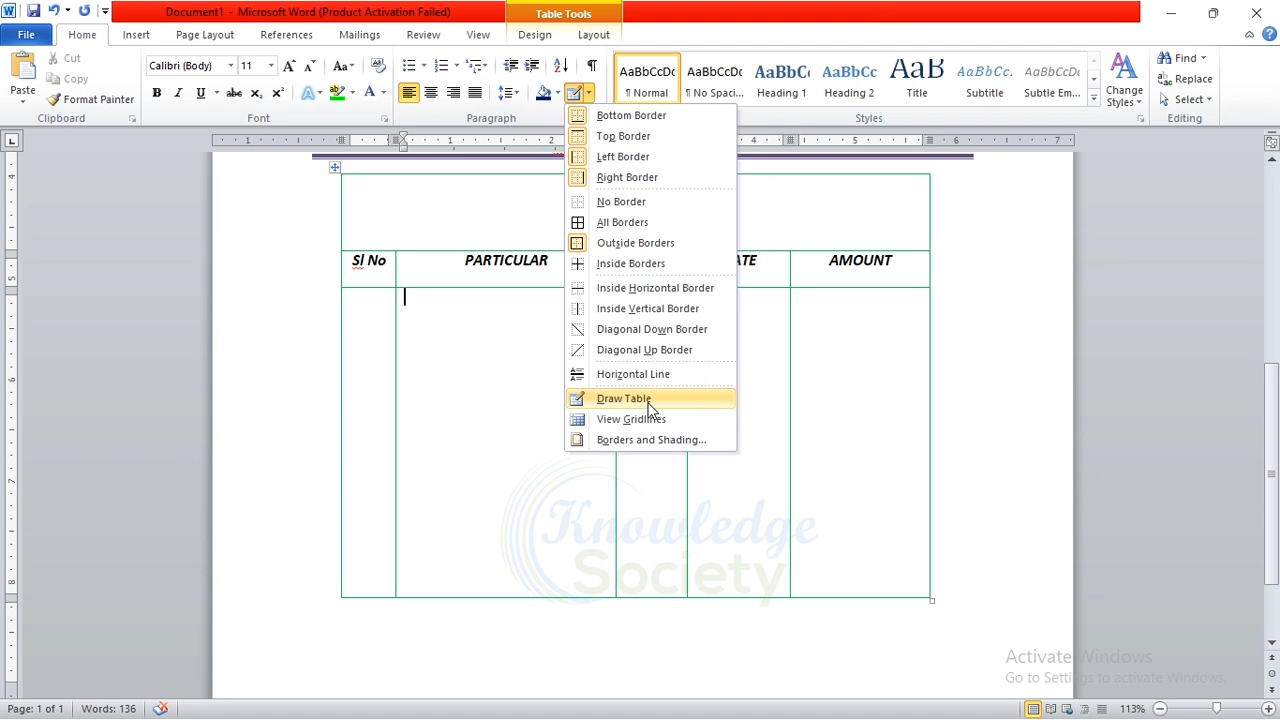 Document1 - Microsoft Word (Product Activation Failed)
Table Tools
File Home Insert Page Layout References Mailings Review View Design Layout
Paste
Cut
Copy
Format Painter
Clipboard
Calibri (Body) 11
Font
Paragraph
AaBbCcDc AaBbCcDc AaBbC AaBbCc AaB AaBbCcL AaBbCcDt
¶ Normal ¶ No Spaci... Heading 1 Heading 2 Title Subtitle Subtle Em...
Change Styles
Styles
Find
Replace
Select
Editing
Bottom Border
Top Border
Left Border
Right Border
No Border
All Borders
Outside Borders
Inside Borders
Inside Horizontal Border
Inside Vertical Border
Diagonal Down Border
Diagonal Up Border
Horizontal Line
Draw Table
View Gridlines
Borders and Shading...
Sl No PARTICULAR ATE AMOUNT
Knowledge
Society
Activate Windows
Go to Settings to activate Windows.
Page: 1 of 1 Words: 136 113%